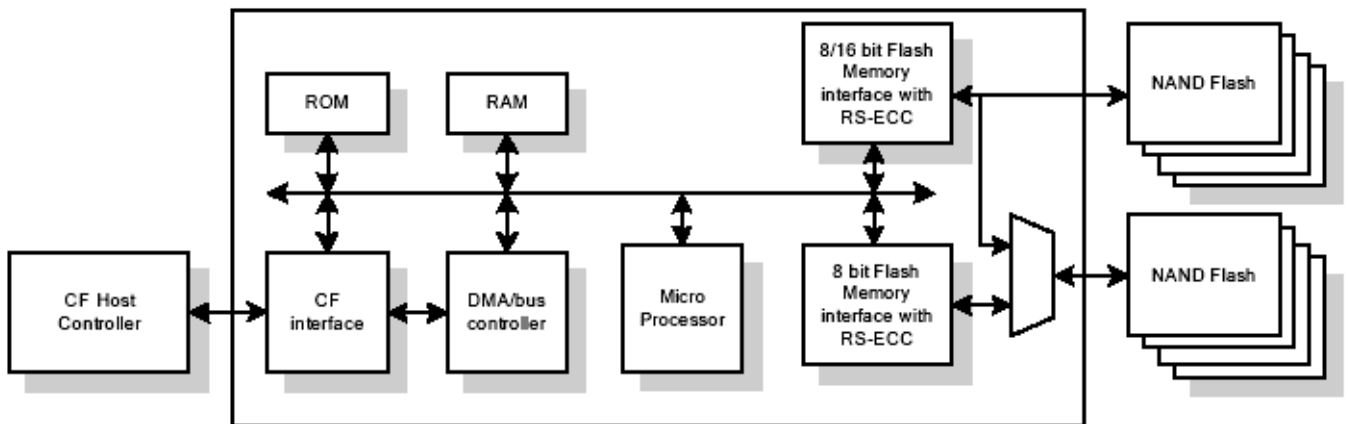 8/16 bit Flash
Memory
interface with
RS-ECC
NAND Flash
ROM
RAM
CF Host
Controller
CF
interface
DMA/bus
controller
Micro
Processor
8 bit Flash
Memory
interface with
RS-ECC
NAND Flash